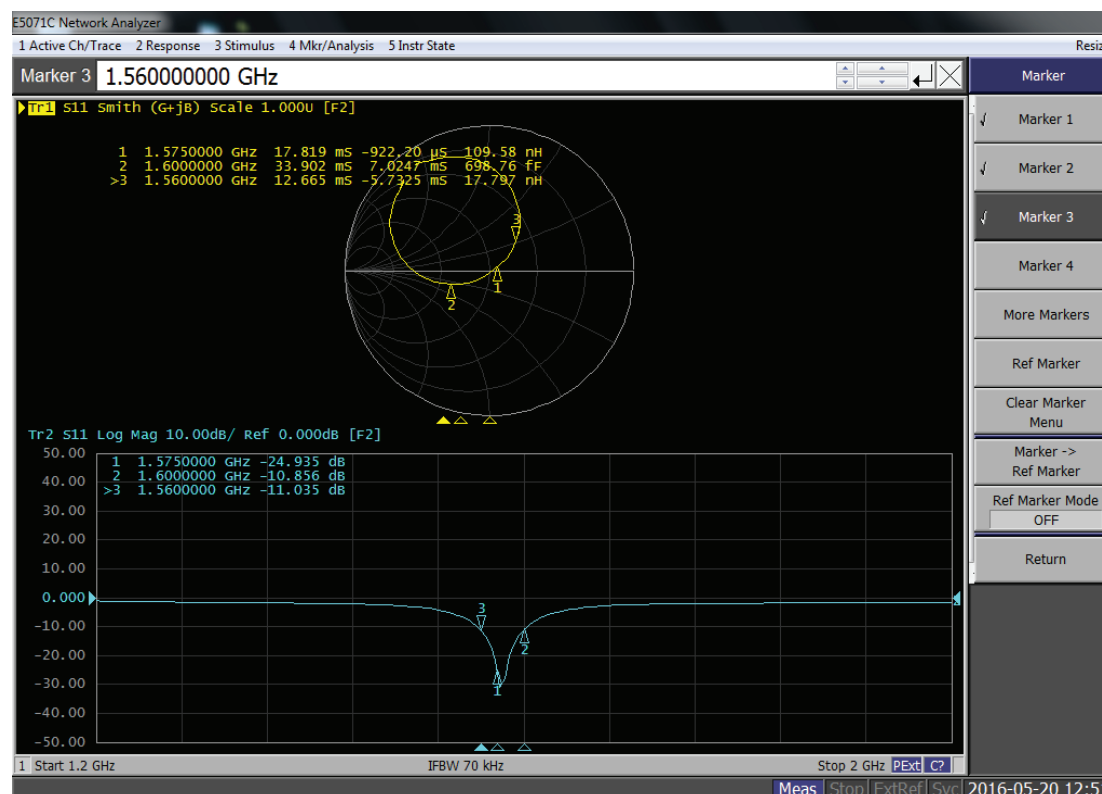 E5071C Network Analyzer
1 Active Ch/Trace 2 Response 3 Stimulus 4 Mkr/Analysis 5 Instr State
Marker 3 1.560000000 GHz
Tr1 S11 Smith (G+jB) Scale 1.000U [F2]
1 1.5750000 GHz 17.819 mS -922.20 µS 109.58 nH
2 1.6000000 GHz 33.902 mS 7.0247 mS 698.76 fF
>3 1.5600000 GHz 12.665 mS -5.7325 mS 17.797 nH
3
1
2
Tr2 S11 Log Mag 10.00dB/ Ref 0.000dB [F2]
50.00
40.00
30.00
20.00
10.00
0.000
-10.00
-20.00
-30.00
-40.00
-50.00
1 1.5750000 GHz -24.935 dB
2 1.6000000 GHz -10.856 dB
>3 1.5600000 GHz -11.035 dB
3
2
1
1 Start 1.2 GHz IFBW 70 kHz Stop 2 GHz PExt C?
Meas Stop ExtRef Svc 2016-05-20 12:5
Marker
Marker 1
Marker 2
Marker 3
Marker 4
More Markers
Ref Marker
Clear Marker
Menu
Marker ->
Ref Marker
Ref Marker Mode
OFF
Return